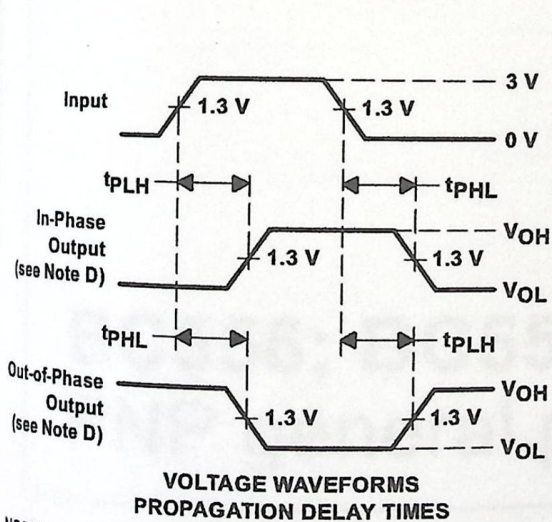 3 V
Input
1.3 V
1.3 V
0 V
tPLH
tPHL
In-Phase
Output
(see Note D)
VOH
1.3 V
1.3 V
VOL
tPHL
tPLH
Out-of-Phase
Output
(see Note D)
VOH
1.3 V
1.3 V
VOL
VOLTAGE WAVEFORMS
PROPAGATION DELAY TIMES